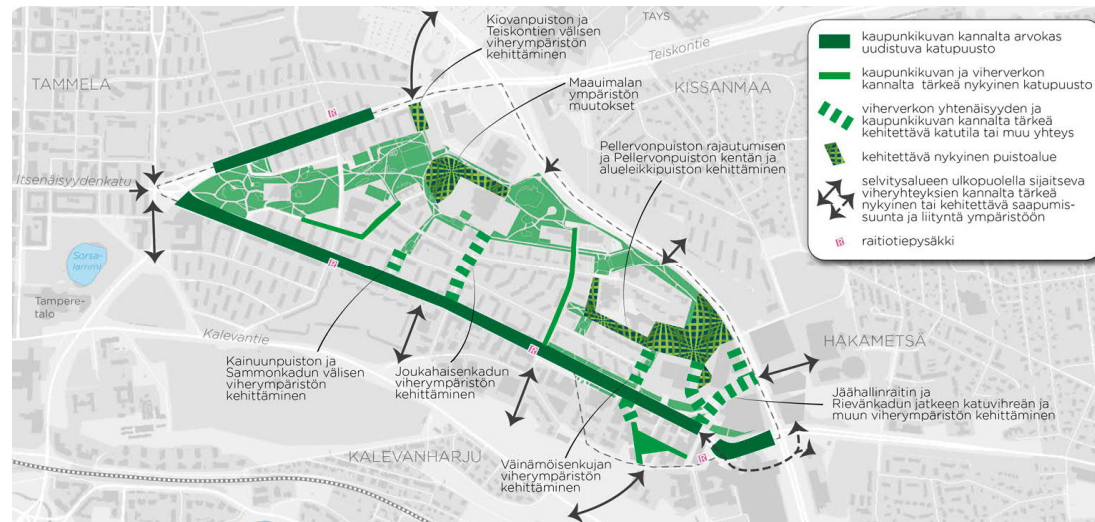 TAYS
Teiskontie
TAMMELA
KISSANMAA
Itsenäisyydenkatu
Sorsa-
lammi
Tampere-
talo
Kalevantie
KALEVANHARJU
HAKAMETSÄ
Kiovanpuiston ja
Teiskontien välisen
viherympäristön
kehittäminen
Maauimalan
ympäristön
muutokset
Pellervonpuiston rajautumisen
ja Pellervonpuiston kentän ja
alueleikkipuiston kehittäminen
Kainuunpuiston ja
Sammonkadun välisen
viherympäristön
kehittäminen
Joukahaisenkadun
viherympäristön
kehittäminen
Väinämöisenkujan
viherympäristön
kehittäminen
Jäähallinraitin ja
Rievänkadun jatkeen katuvihreän ja
muun viherympäristön kehittäminen
kaupunkikuvan kannalta arvokas
uudistuva katupuusto
kaupunkikuvan ja viherverkon
kannalta tärkeä nykyinen katupuusto
viherverkon yhtenäisyyden ja
kaupunkikuvan kannalta tärkeä
kehitettävä katutila tai muu yhteys
kehitettävä nykyinen puistoalue
selvitysalueen ulkopuolella sijaitseva
viheryhteyksien kannalta tärkeä
nykyinen tai kehitettävä saapumis-
suunta ja liityntä ympäristöön
raitiotiepysäkki